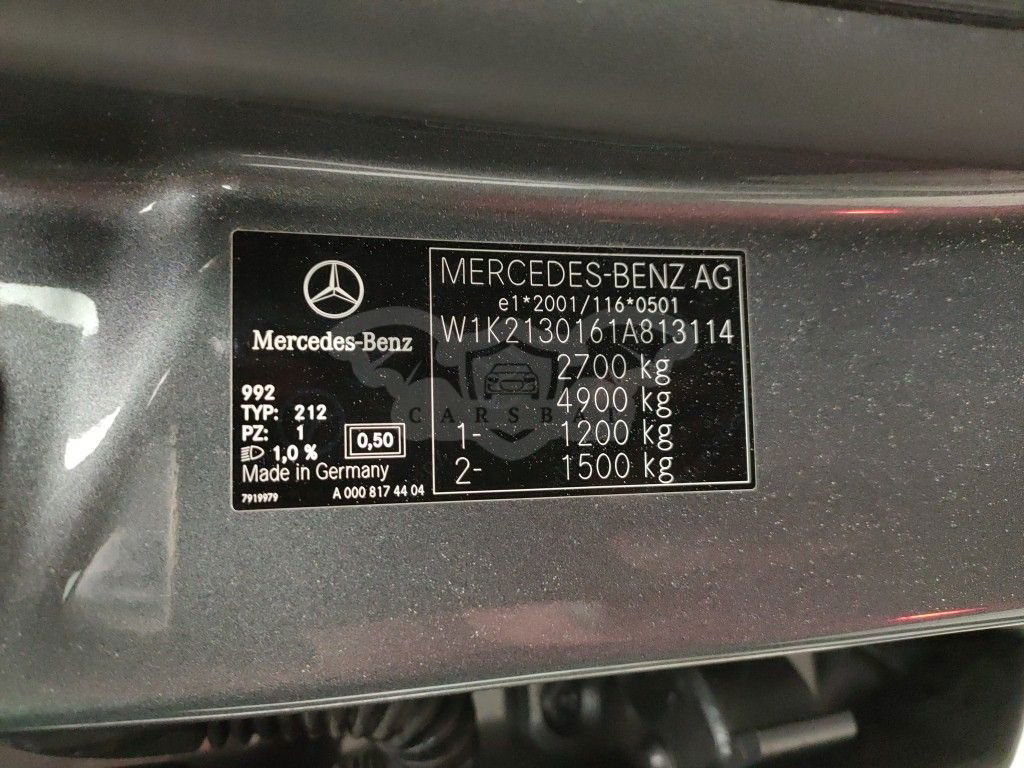 Mercedes-Benz
992
TYP: 212
PZ: 1
1,0 %
0,50
Made in Germany
7919979
A 000 817 44 04
MERCEDES-BENZ AG
e1*2001/116*0501
W1K2130161A813114
2700 kg
4900 kg
1- 1200 kg
2- 1500 kg